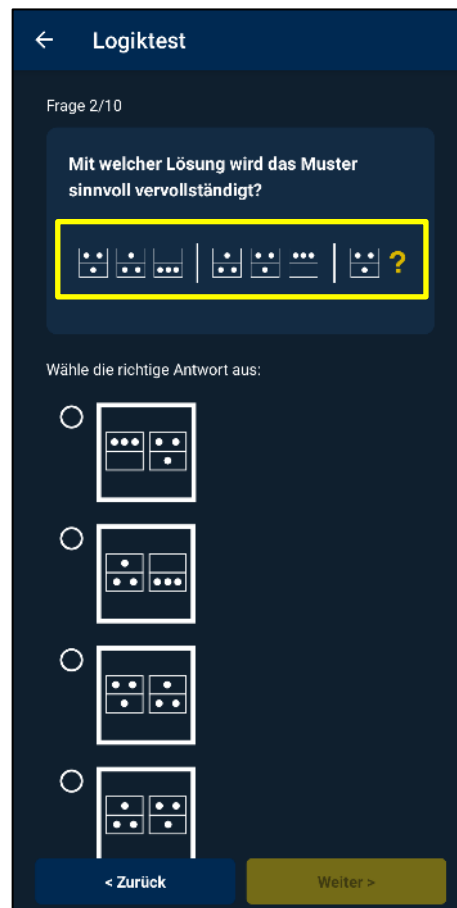 Logiktest
Frage 2/10
Mit welcher Lösung wird das Muster
sinnvoll vervollständigt?
?
Wähle die richtige Antwort aus:
< Zurück
Weiter >